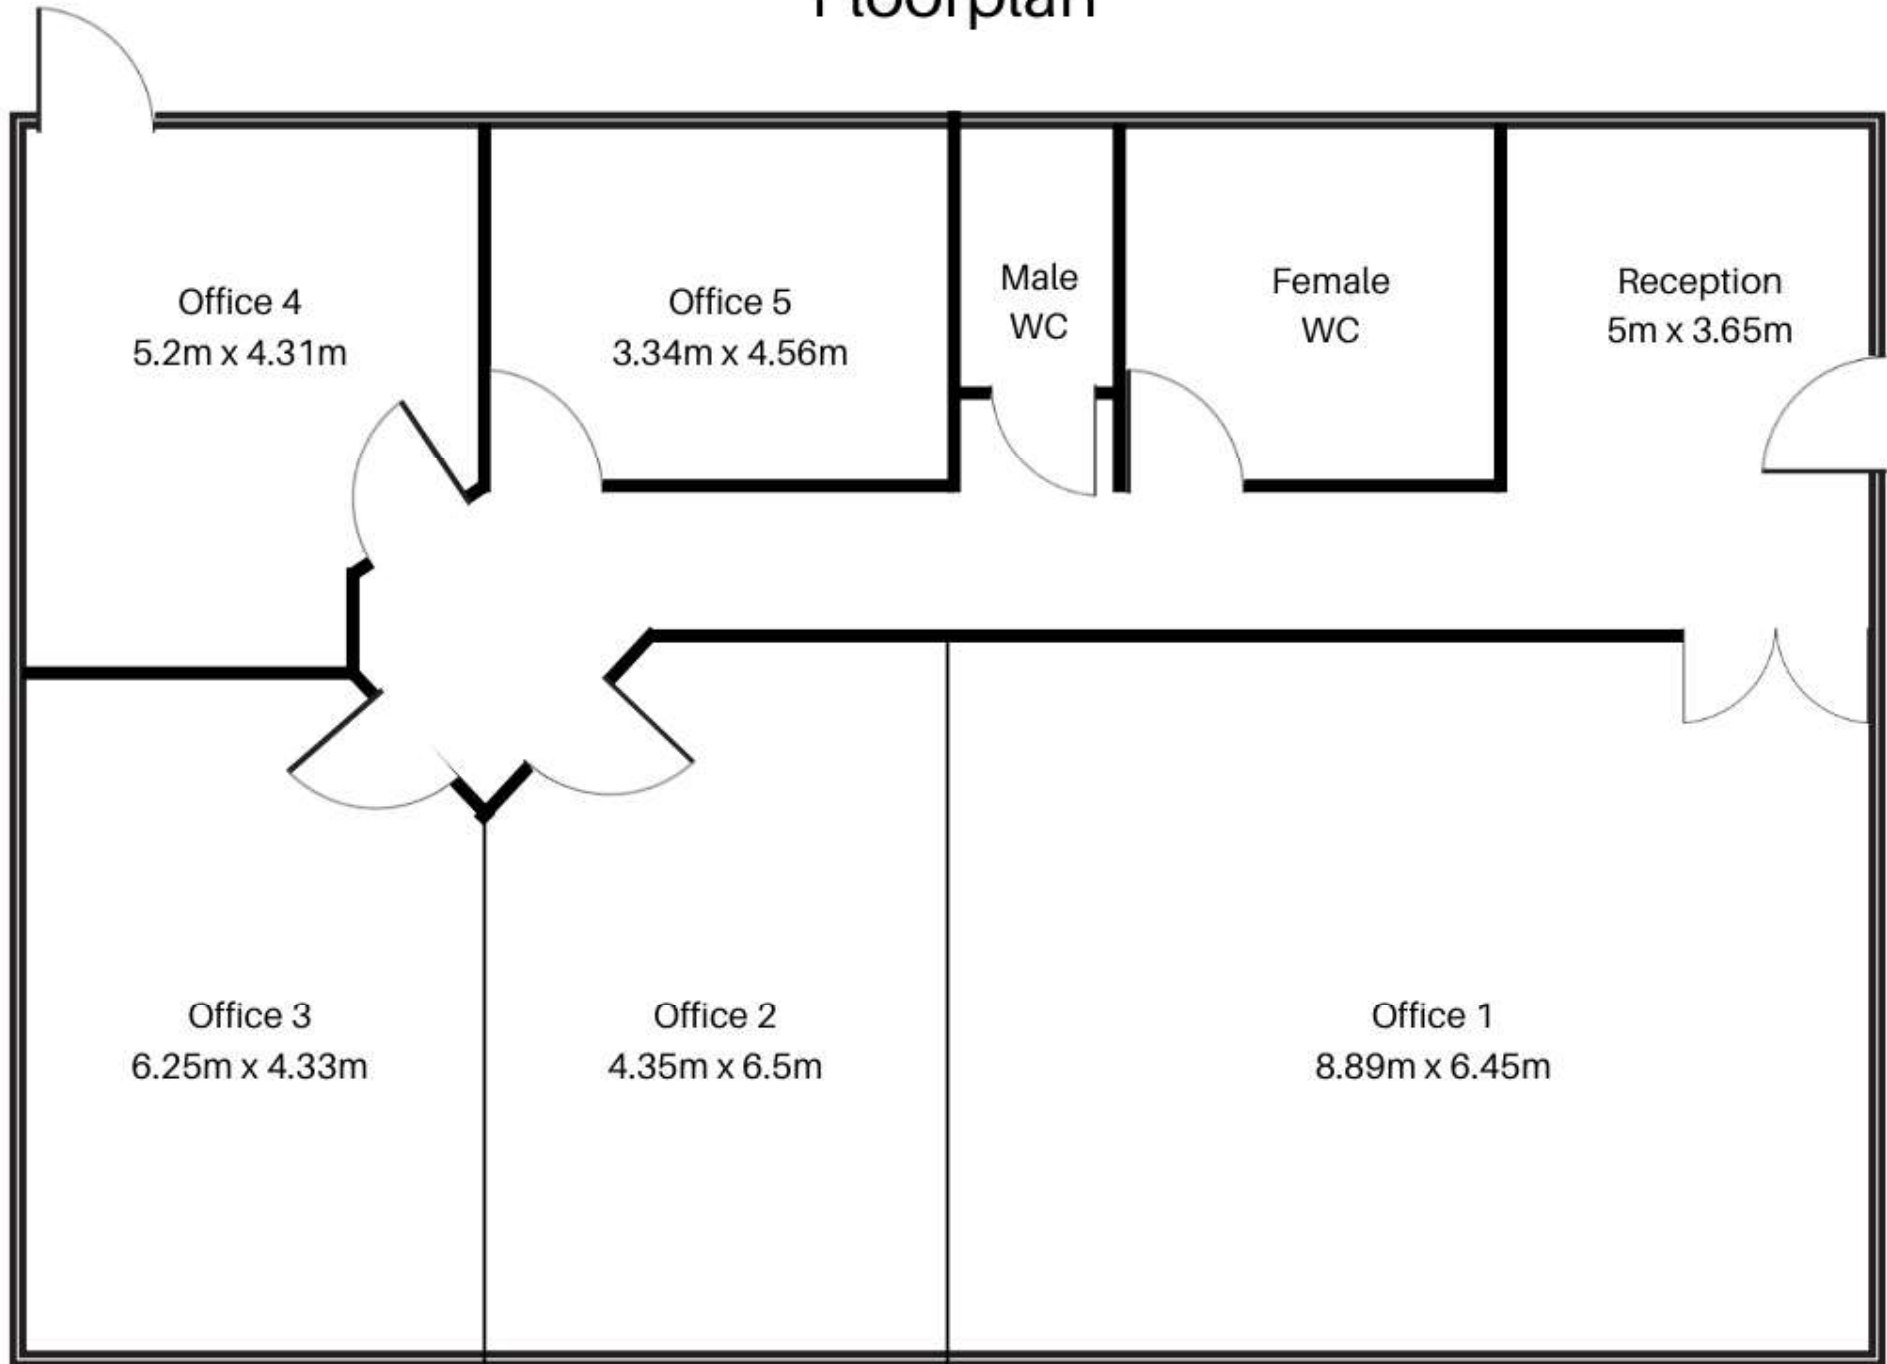 Floorplan
Office 4
5.2m x 4.31m
Office 5
3.34m x 4.56m
Male
WC
Female
WC
Reception
5m x 3.65m
Office 3
6.25m x 4.33m
Office 2
4.35m x 6.5m
Office 1
8.89m x 6.45m